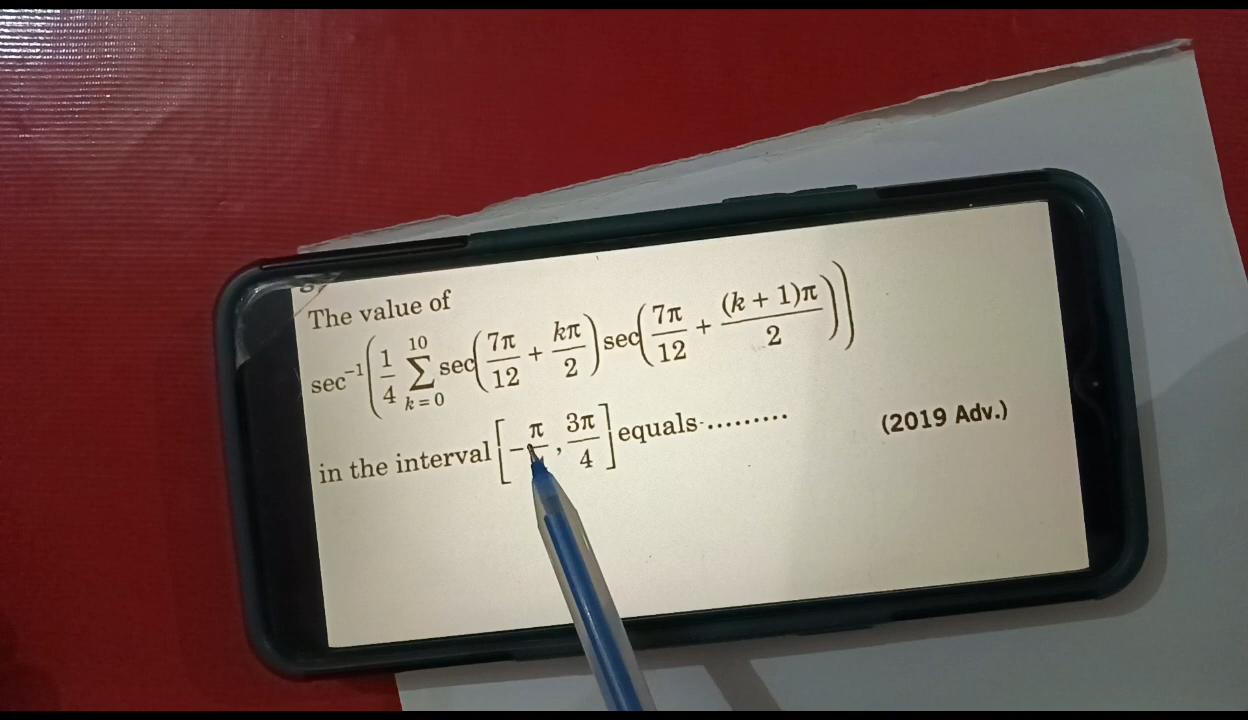 The value of
sec⁻¹(1/4 ∑_{k=0}^{10} sec(7π/12 + kπ/2) sec(7π/12 + (k + 1)π/2))
in the interval [-π/ , 3π/4] equals·.........
(2019 Adv.)